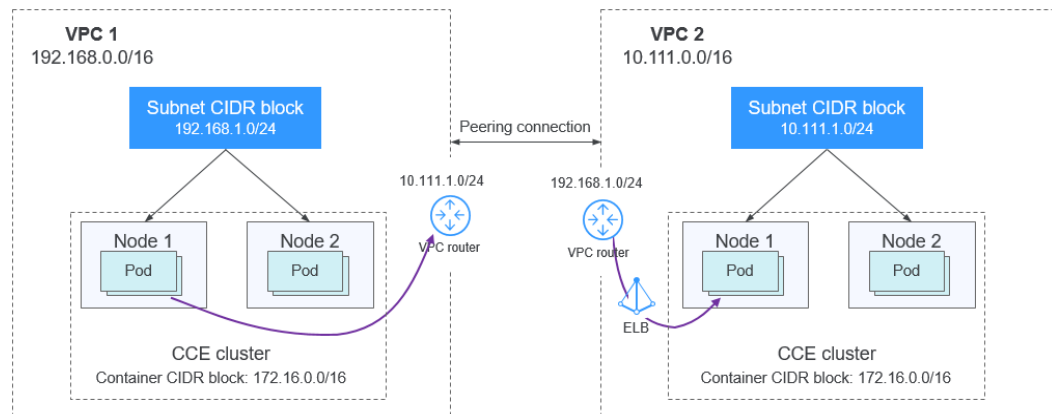 VPC 1
192.168.0.0/16
Subnet CIDR block
192.168.1.0/24
Node 1
Pod
Node 2
Pod
CCE cluster
Container CIDR block: 172.16.0.0/16
Peering connection
10.111.1.0/24
VPC router
192.168.1.0/24
VPC router
ELB
VPC 2
10.111.0.0/16
Subnet CIDR block
10.111.1.0/24
Node 1
Pod
Node 2
Pod
CCE cluster
Container CIDR block: 172.16.0.0/16